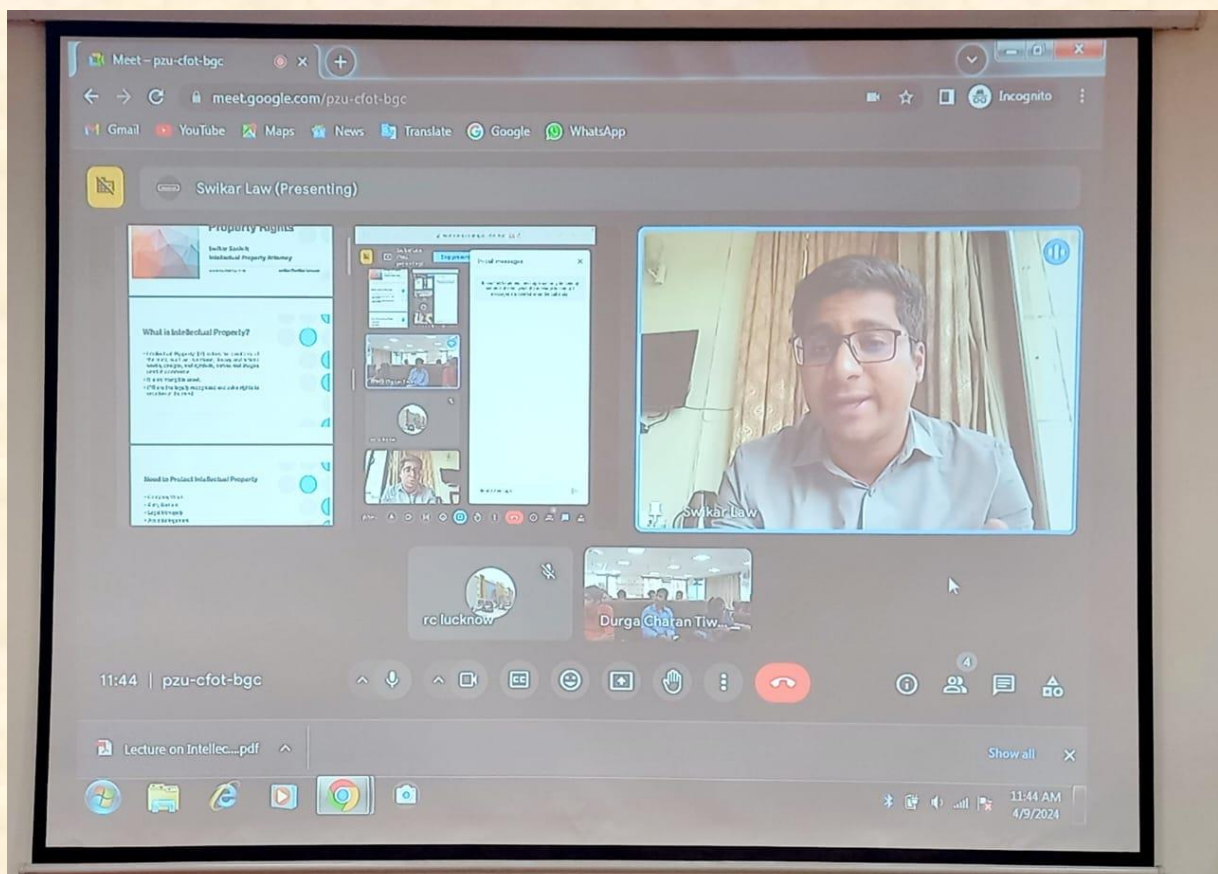 Meet – pzu-cfot-bgc
meet.google.com/pzu-cfot-bgc
Incognito
Gmail YouTube Maps News Translate Google WhatsApp
Swikar Law (Presenting)
Property Rights
Intellectual Property Attorney
What is Intellectual Property?
Need to Protect Intellectual Property
Swikar Law
rc lucknow
Durga Charan Tiw...
11:44 | pzu-cfot-bgc
CC
4
Lecture on Intellec....pdf
Show all
11:44 AM
4/9/2024